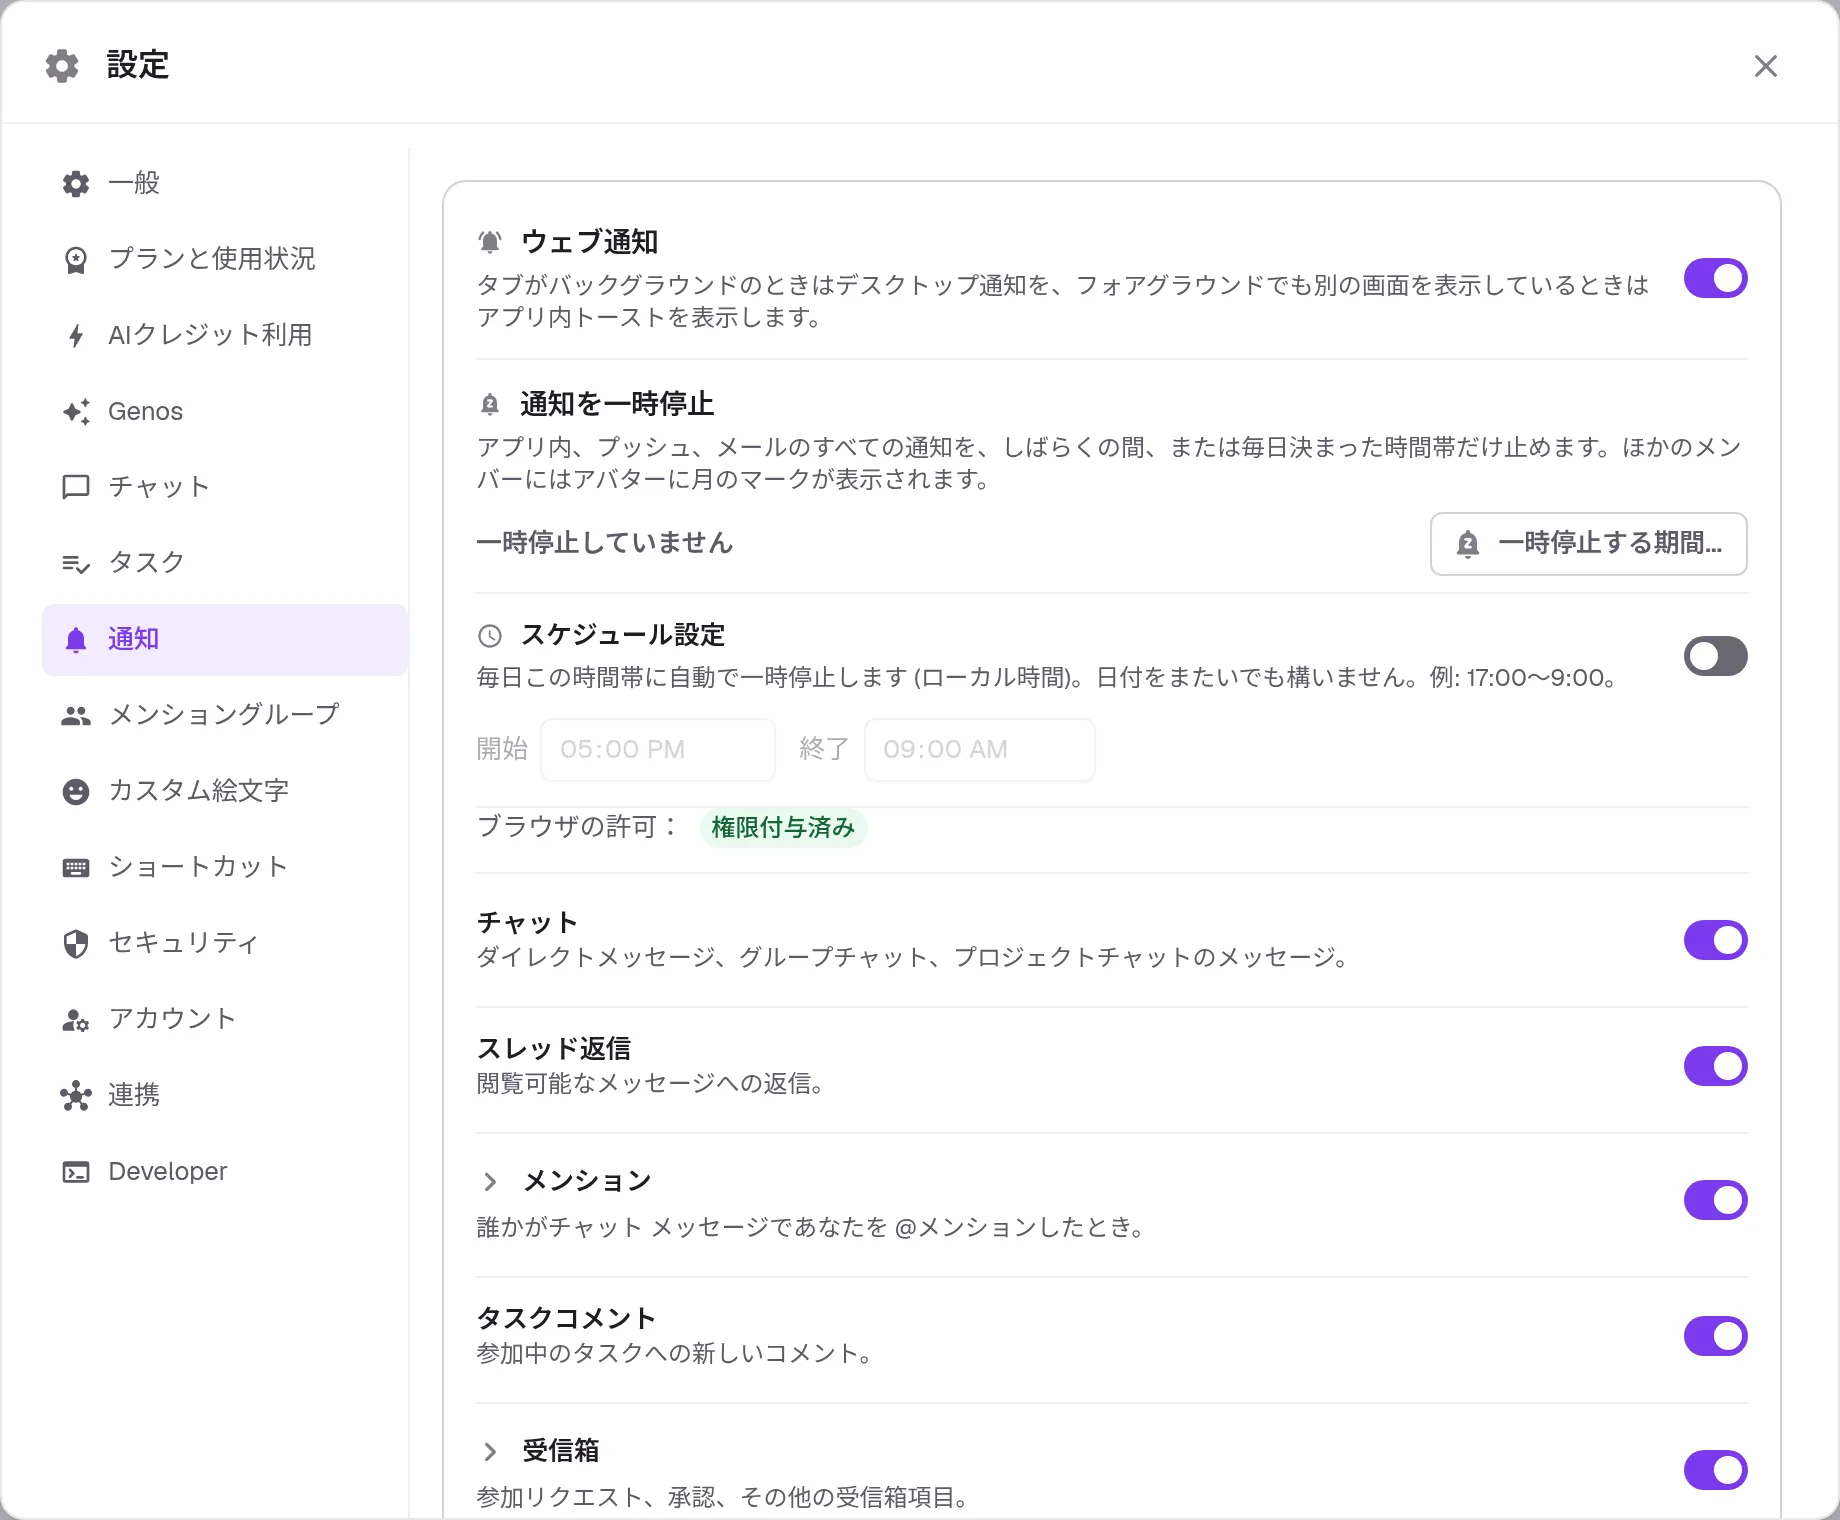 設定
一般
プランと使用状況
AIクレジット利用
Genos
チャット
タスク
通知
メンショングループ
カスタム絵文字
ショートカット
セキュリティ
アカウント
連携
Developer
ウェブ通知
タブがバックグラウンドのときはデスクトップ通知を、フォアグラウンドでも別の画面を表示しているときは
アプリ内トーストを表示します。
通知を一時停止
アプリ内、プッシュ、メールのすべての通知を、しばらくの間、または毎日決まった時間帯だけ止めます。ほかのメン
バーにはアバターに月のマークが表示されます。
一時停止していません
一時停止する期間...
スケジュール設定
毎日この時間帯に自動で一時停止します (ローカル時間)。日付をまたいでも構いません。例: 17:00〜9:00。
開始 05:00 PM 終了 09:00 AM
ブラウザの許可： 権限付与済み
チャット
ダイレクトメッセージ、グループチャット、プロジェクトチャットのメッセージ。
スレッド返信
閲覧可能なメッセージへの返信。
メンション
誰かがチャット メッセージであなたを @メンションしたとき。
タスクコメント
参加中のタスクへの新しいコメント。
受信箱
参加リクエスト、承認、その他の受信箱項目。